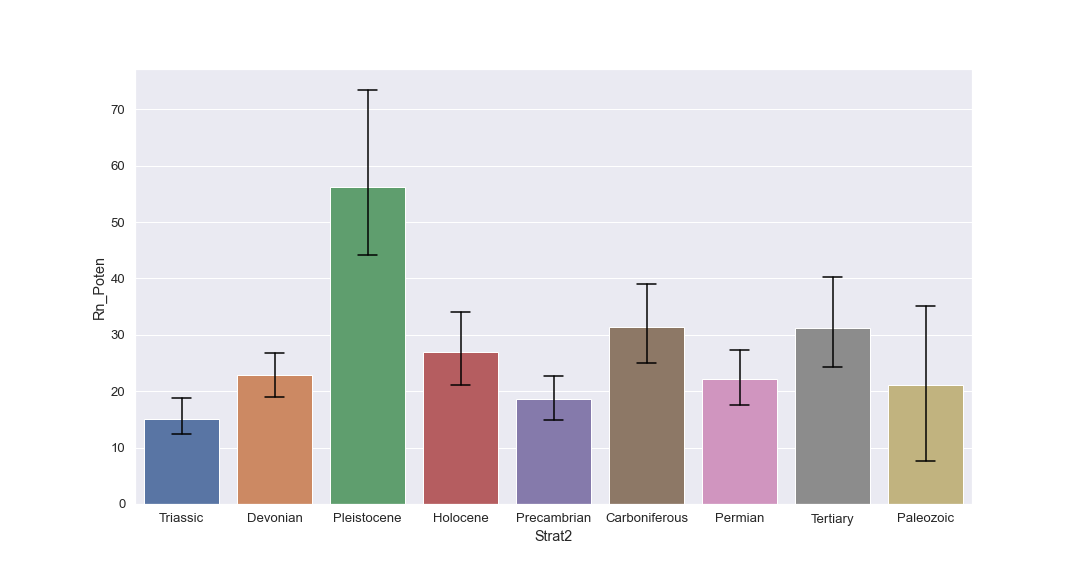 70
60
50
40
30
20
10
0
Rn_Poten
Triassic Devonian Pleistocene Holocene Precambrian Carboniferous Permian Tertiary Paleozoic
Strat2